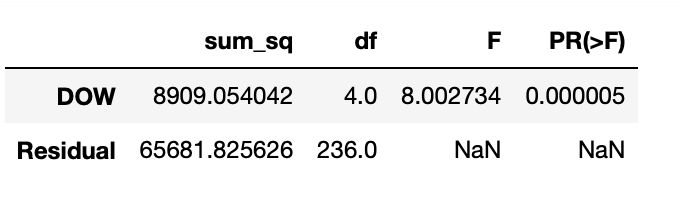 sum_sq df F PR(>F)
DOW 8909.054042 4.0 8.002734 0.000005
Residual 65681.825626 236.0 NaN NaN